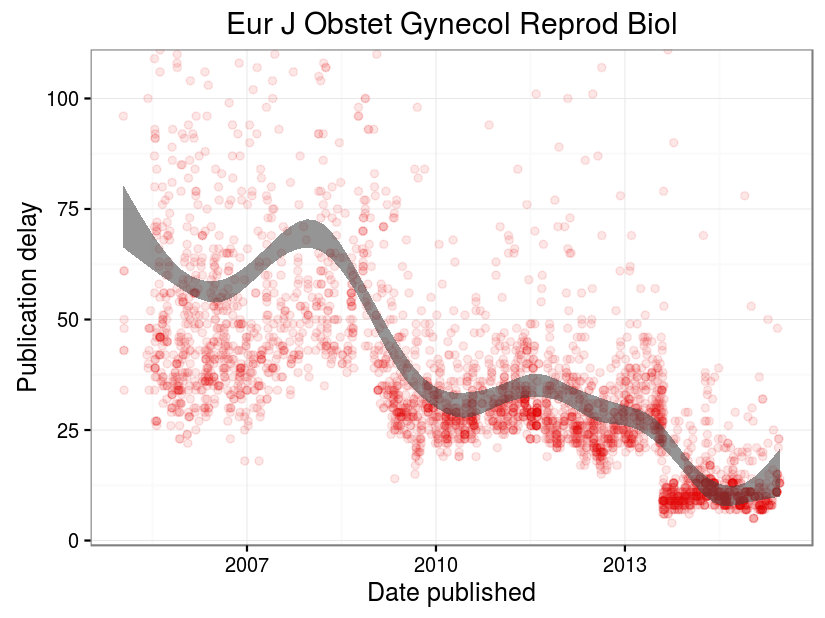 Eur J Obstet Gynecol Reprod Biol
Publication delay
100
75
50
25
0
2007 2010 2013
Date published